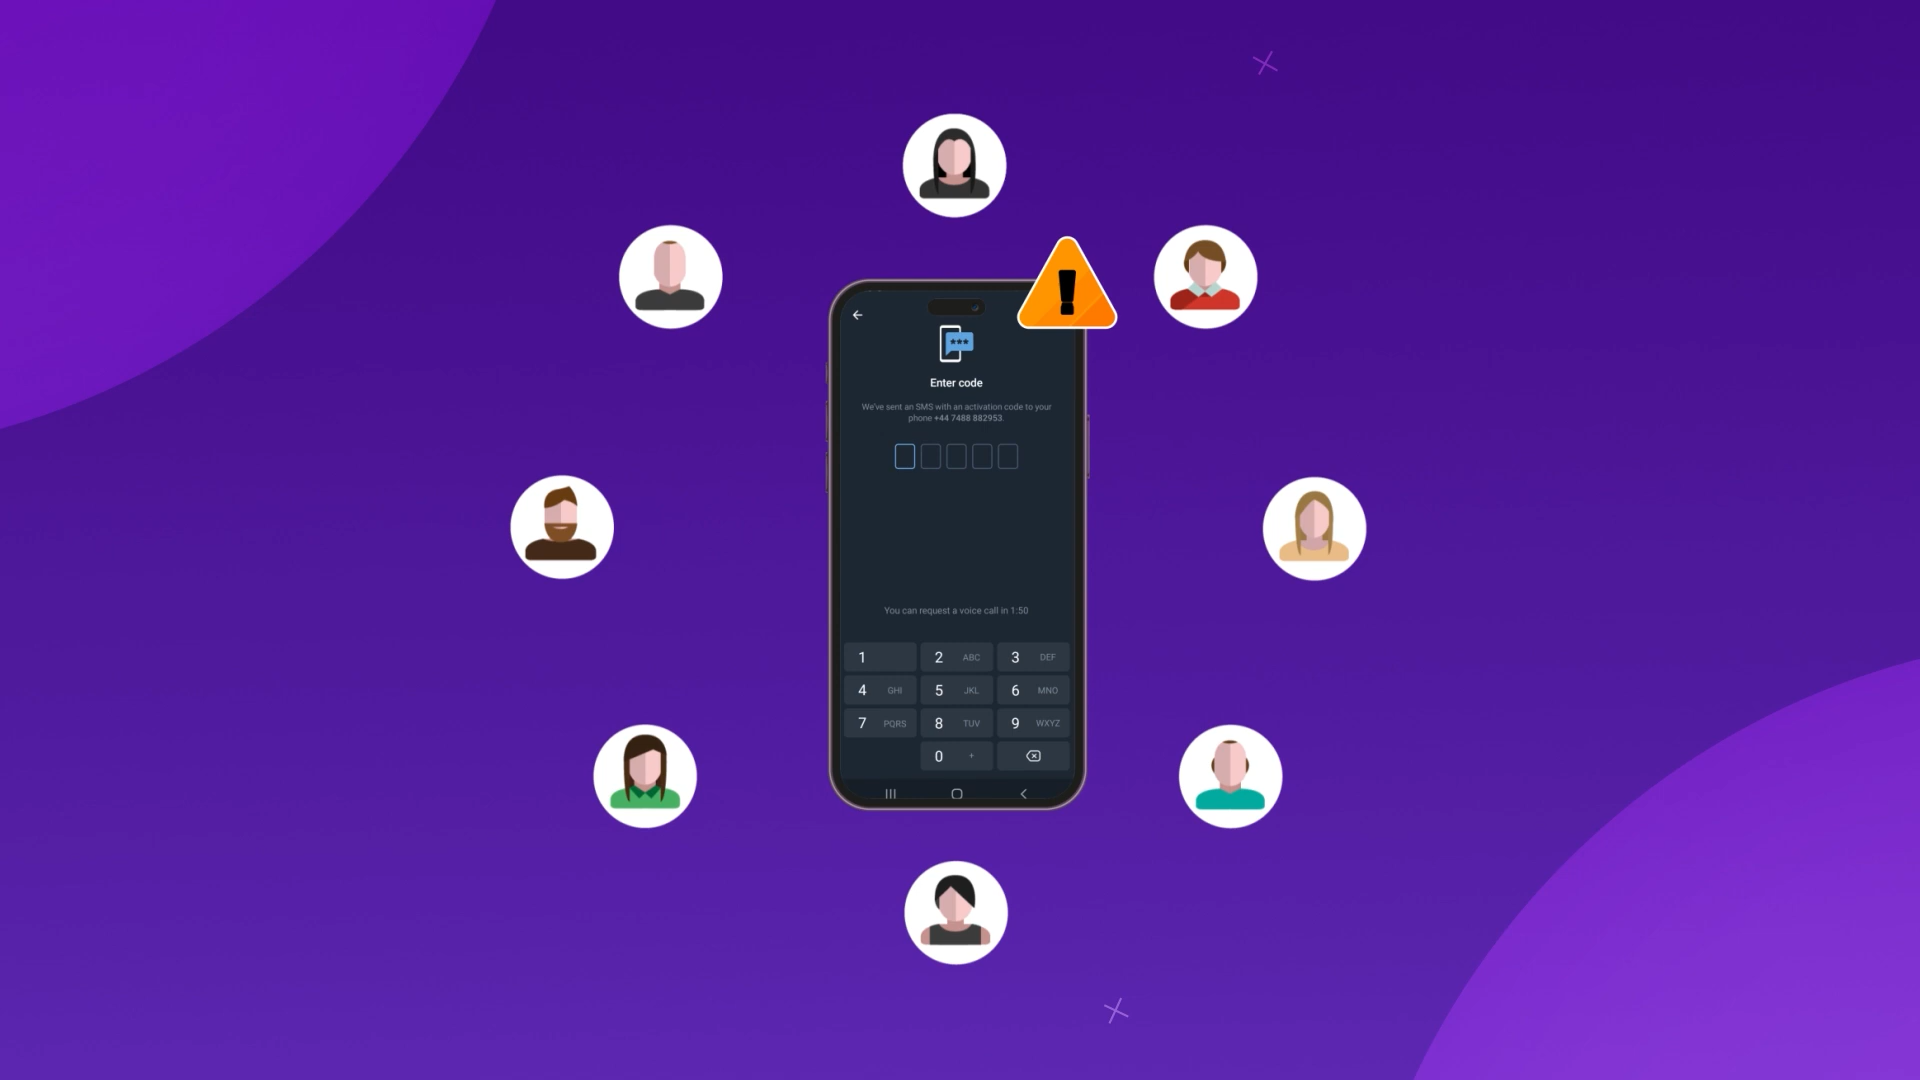 ***
Enter code
We've sent an SMS with an activation code to your
phone +44 7488 882953.
You can request a voice call in 1:50
1 2 ABC 3 DEF
4 GHI 5 JKL 6 MNO
7 PQRS 8 TUV 9 WXYZ
0 +